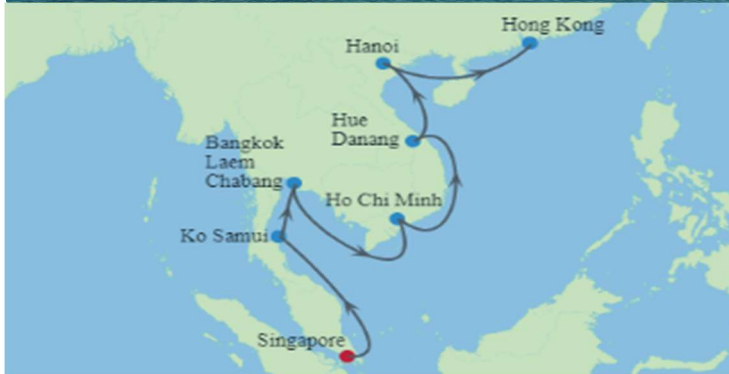 Hong Kong
Hanoi
Hue
Danang
Bangkok
Laem
Chabang
Ho Chi Minh
Ko Samui
Singapore